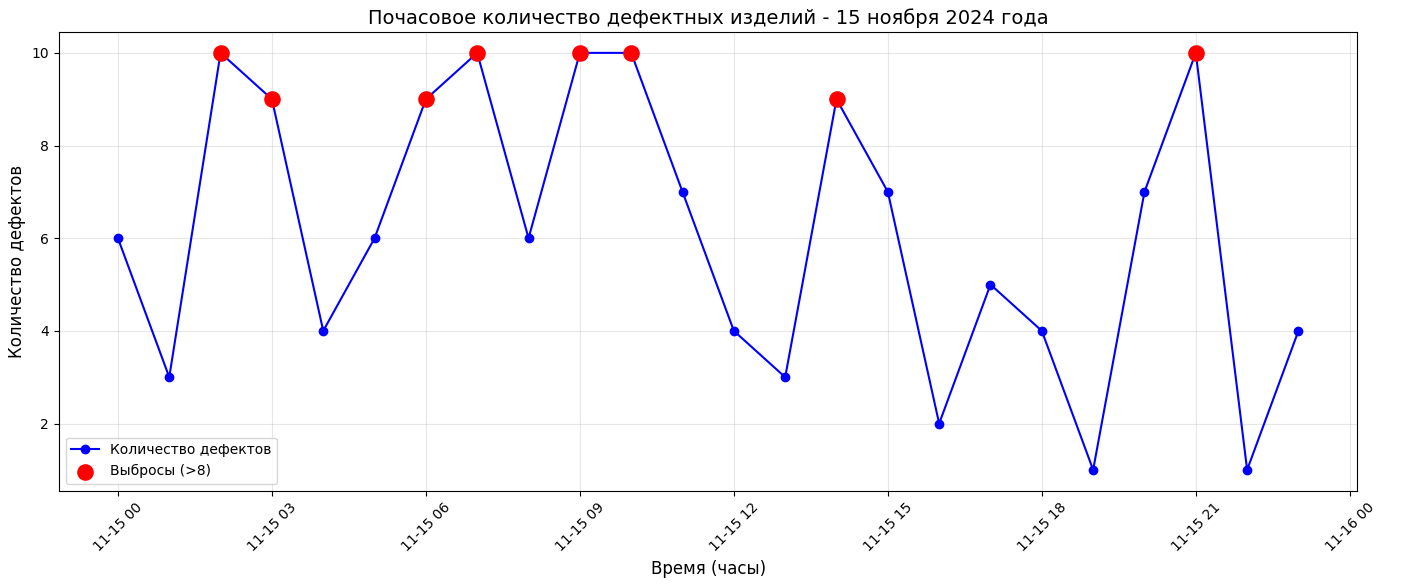 Почасовое количество дефектных изделий - 15 ноября 2024 года
Количество дефектов
10
8
6
4
2
Количество дефектов
Выбросы (>8)
11-15 00
11-15 03
11-15 06
11-15 09
11-15 12
11-15 15
11-15 18
11-15 21
11-16 00
Время (часы)